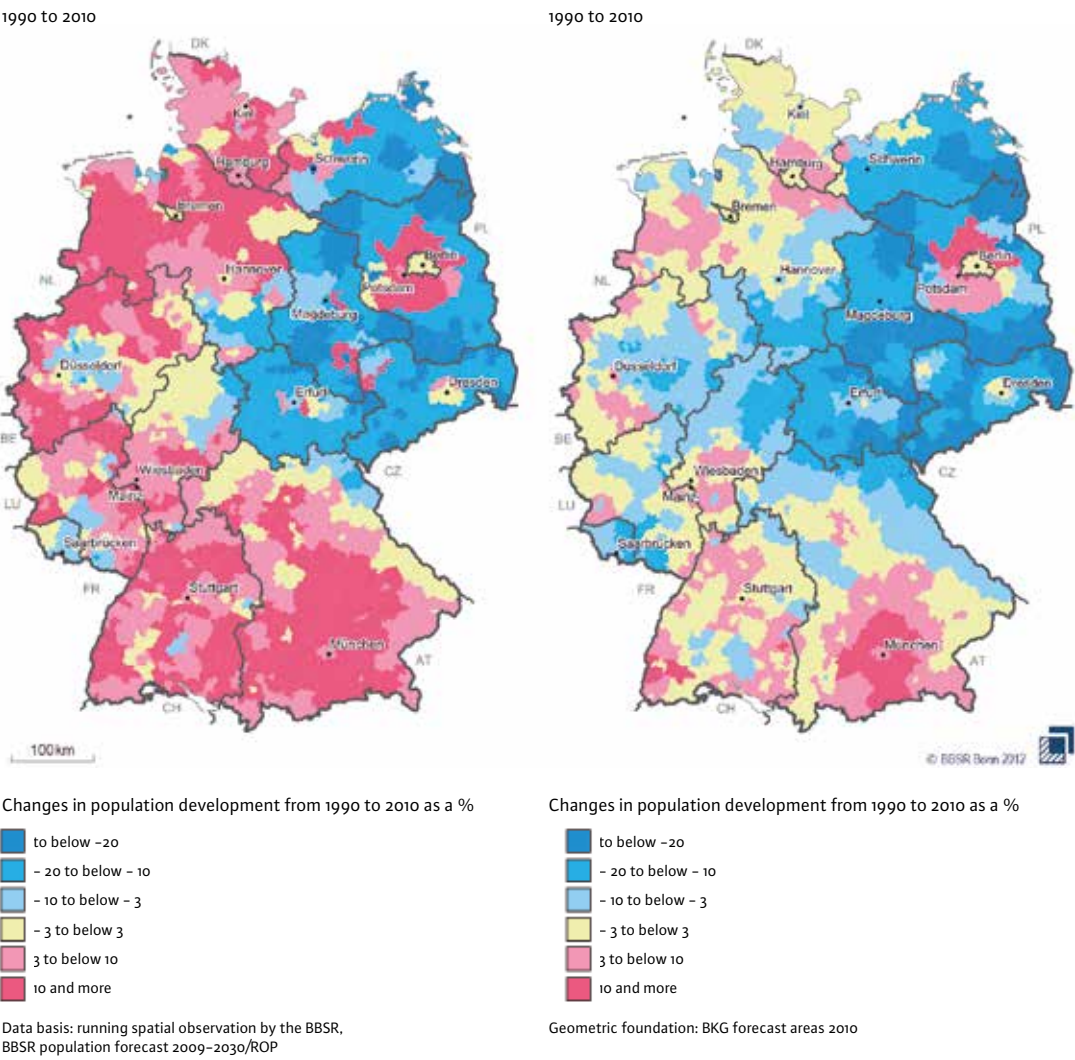 1990 to 2010
DK
Kiel
Hamburg
Schwerin
Bremen
PL
Berlin
NL
Hannover
Potsdam
Magdeburg
Düsseldorf
Erfurt
Dresden
BE
Wiesbaden
CZ
LU
Mainz
Saarbrücken
FR
Stuttgart
München
AT
CH
100 km
1990 to 2010
DK
Kiel
Hamburg
Schwerin
Bremen
PL
Berlin
NL
Hannover
Potsdam
Magdeburg
Düsseldorf
Erfurt
Dresden
BE
Wiesbaden
CZ
LU
Mainz
Saarbrücken
FR
Stuttgart
München
AT
CH
© BBSR Bonn 2012
Changes in population development from 1990 to 2010 as a %
to below –20
– 20 to below – 10
– 10 to below – 3
– 3 to below 3
3 to below 10
10 and more
Data basis: running spatial observation by the BBSR,
BBSR population forecast 2009–2030/ROP
Changes in population development from 1990 to 2010 as a %
to below –20
– 20 to below – 10
– 10 to below – 3
– 3 to below 3
3 to below 10
10 and more
Geometric foundation: BKG forecast areas 2010